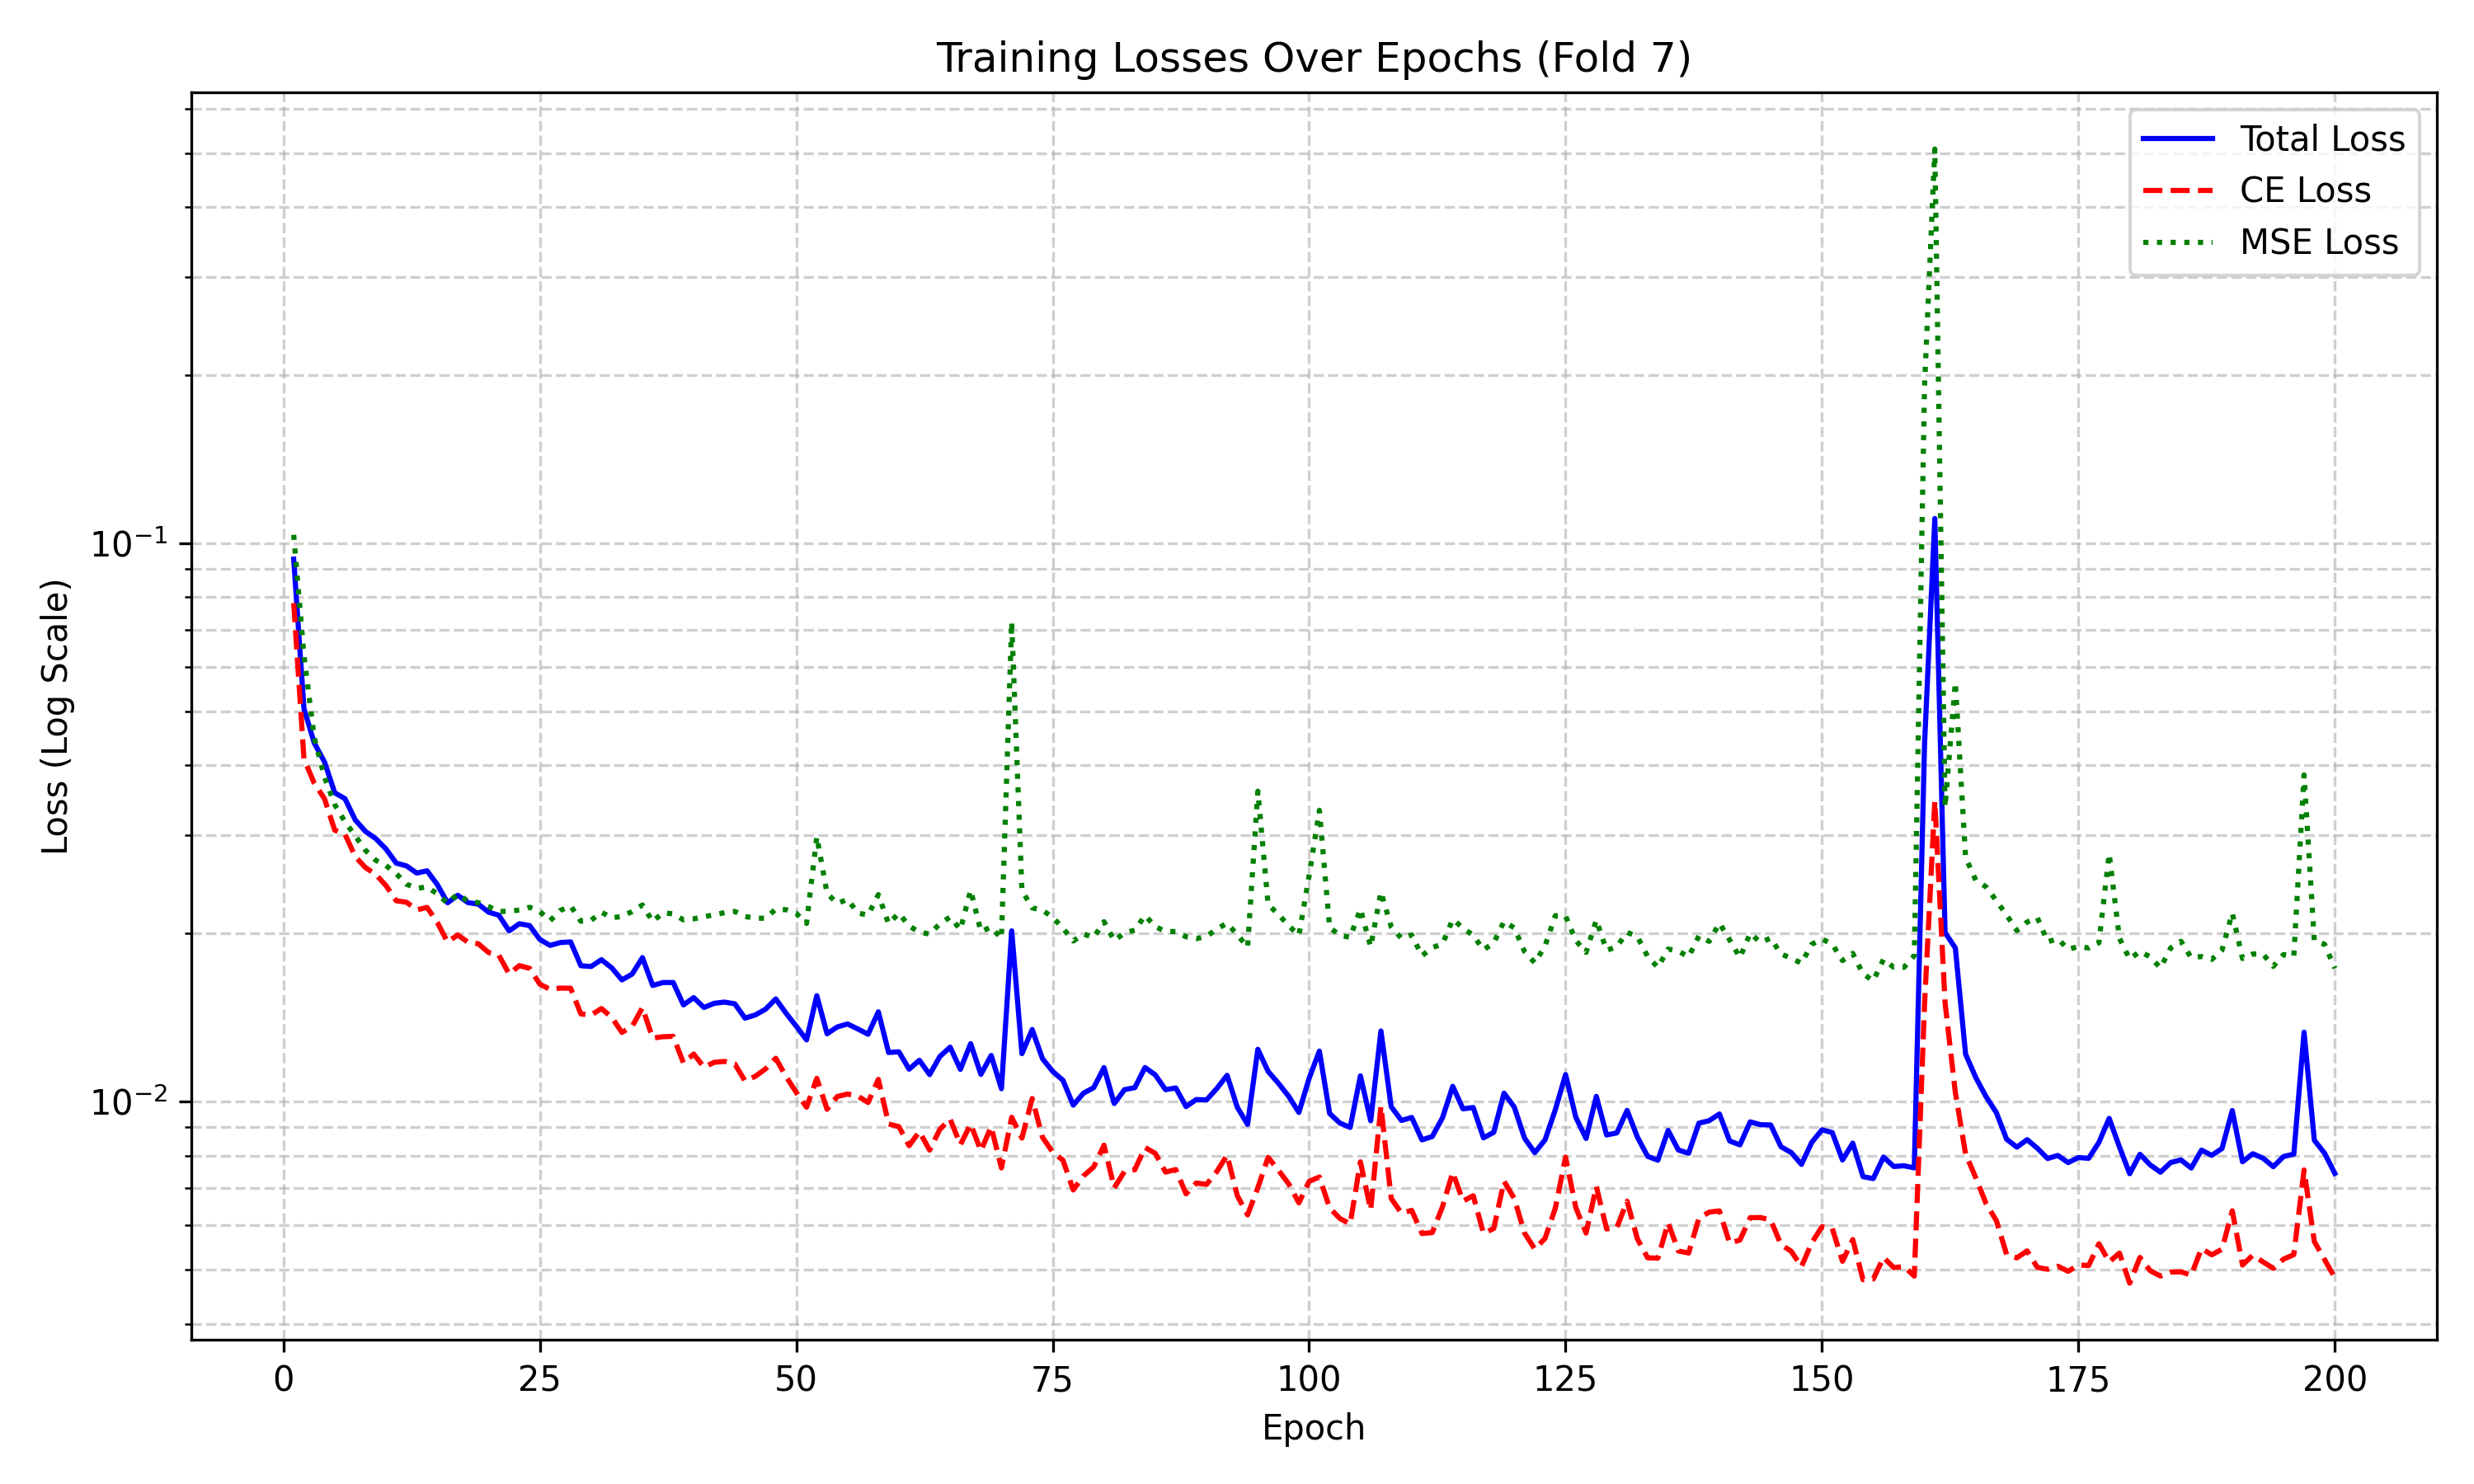 Training Losses Over Epochs (Fold 7)
Total Loss
CE Loss
MSE Loss
Loss (Log Scale)
10⁻¹
10⁻²
0 25 50 75 100 125 150 175 200
Epoch